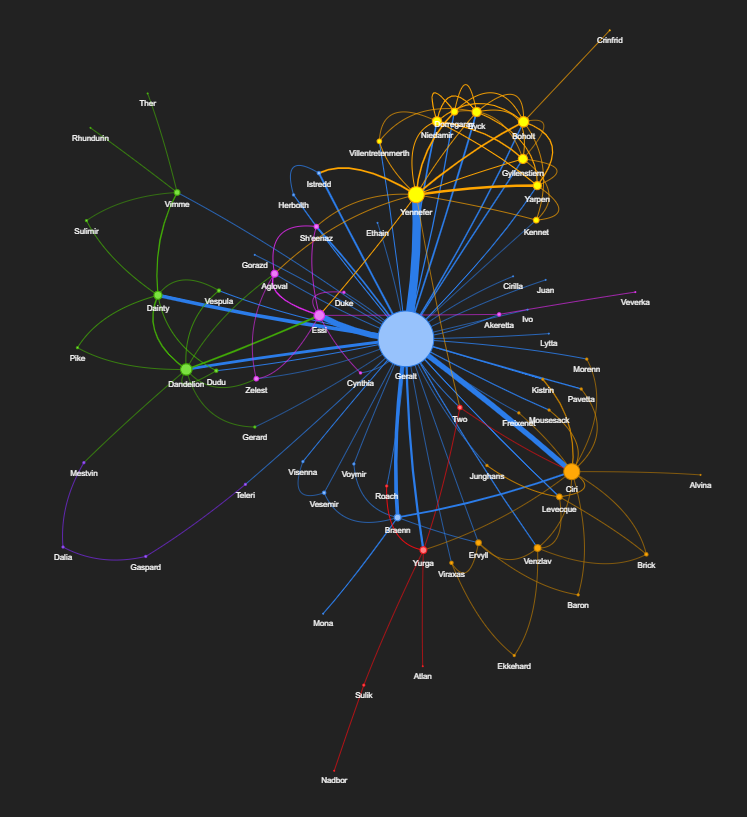 Crinfrid
Ther
Rhundurin
Borregard
Eyck
Niedamir
Boholt
Villentretenmerth
Gyllenstiern
Istredd
Yarpen
Vimme
Herbolth
Yennefer
Sulimir
Ethain
Kennet
Sh'eenaz
Gorazd
Agloval
Cirilla
Juan
Vespula
Duke
Veverka
Dainty
Ivo
Akeretta
Essi
Lytta
Pike
Morenn
Geralt
Dandelion
Dudu
Cynthia
Zelest
Kistrin
Pavetta
Two
Freixenet
Mousesack
Gerard
Mestvin
Visenna
Voymir
Junghans
Ciri
Alvina
Teleri
Roach
Vesemir
Levecque
Braenn
Dalia
Gaspard
Yurga
Ervyll
Venzlav
Brick
Viraxas
Baron
Mona
Ekkehard
Atlan
Sulik
Nadbor